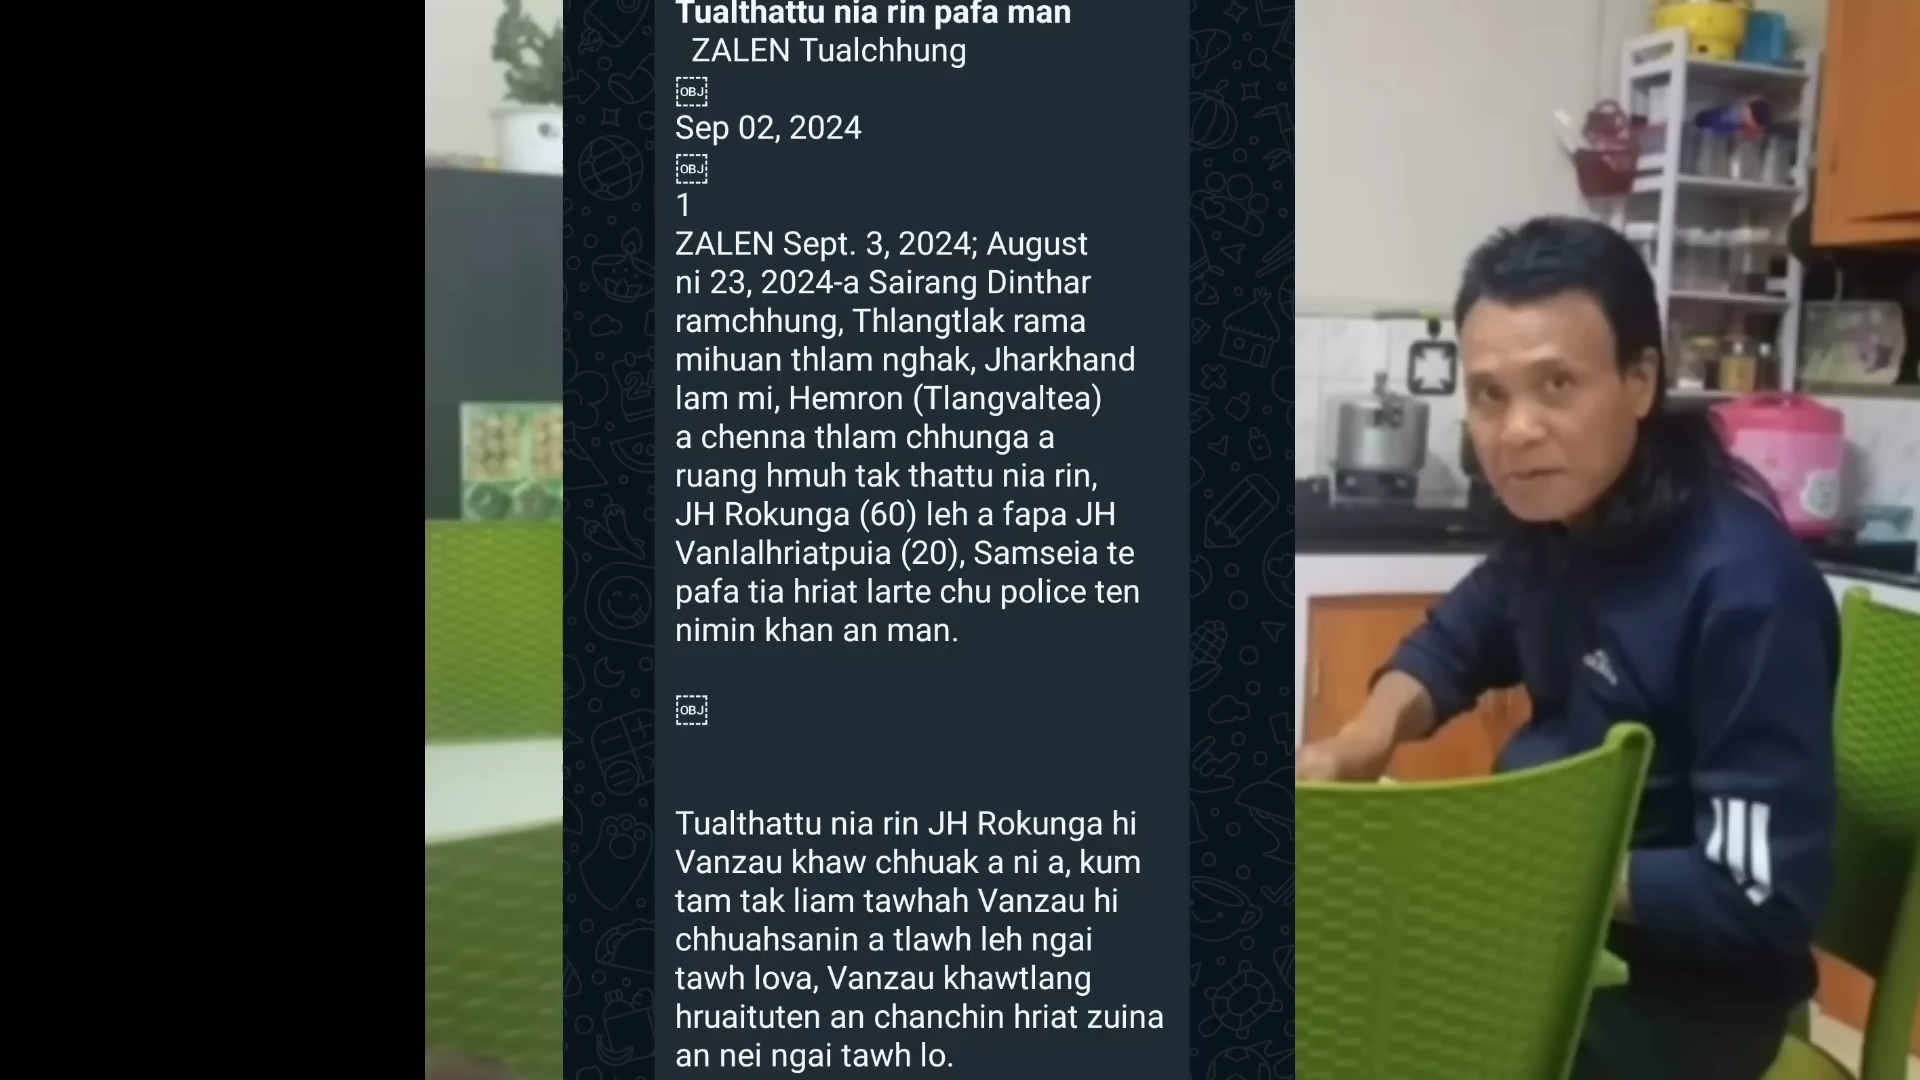 Tualthattu nia rin pafa man
ZALEN Tualchhung
OBJ
Sep 02, 2024
OBJ
1
ZALEN Sept. 3, 2024; August
ni 23, 2024-a Sairang Dinthar
ramchhung, Thlangtlak rama
mihuan thlam nghak, Jharkhand
lam mi, Hemron (Tlangvaltea)
a chenna thlam chhunga a
ruang hmuh tak thattu nia rin,
JH Rokunga (60) leh a fapa JH
Vanlalhriatpuia (20), Samseia te
pafa tia hriat larte chu police ten
nimin khan an man.
OBJ
Tualthattu nia rin JH Rokunga hi
Vanzau khaw chhuak a ni a, kum
tam tak liam tawhah Vanzau hi
chhuahsanin a tlawh leh ngai
tawh lova, Vanzau khawtlang
hruaituten an chanchin hriat zuina
an nei ngai tawh lo.